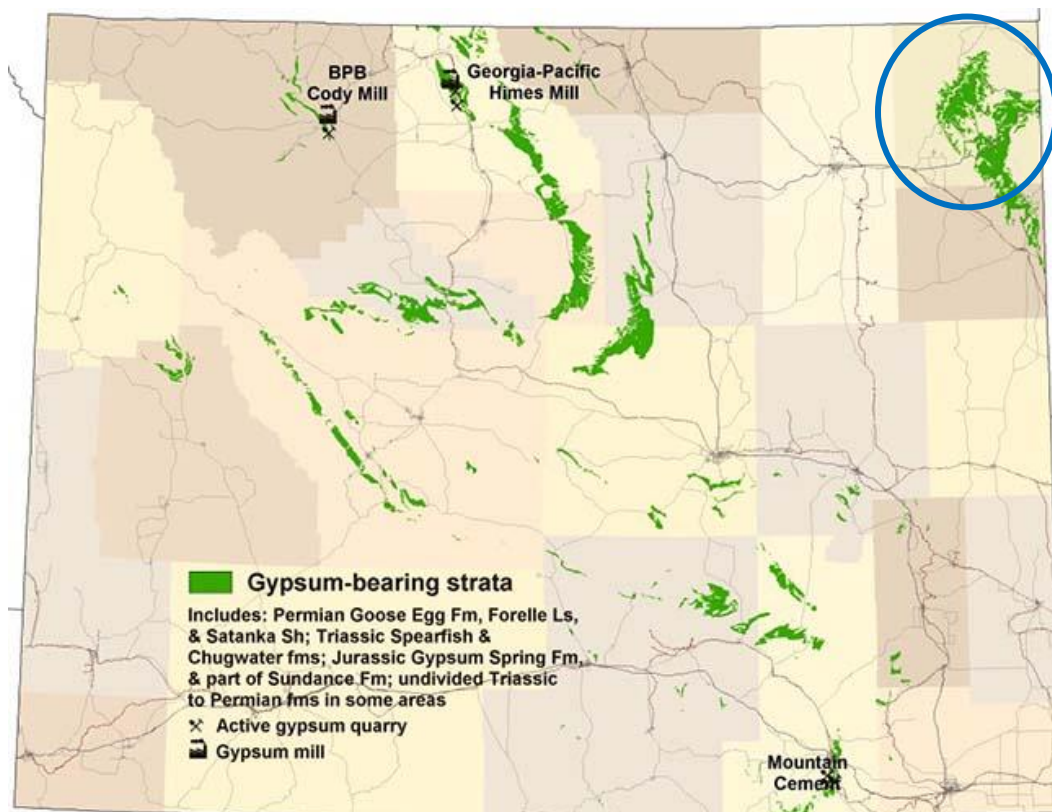 BPB
Cody Mill
Georgia-Pacific
Himes Mill
Gypsum-bearing strata
Includes: Permian Goose Egg Fm, Forelle Ls,
& Satanka Sh; Triassic Spearfish &
Chugwater fms; Jurassic Gypsum Spring Fm,
& part of Sundance Fm; undivided Triassic
to Permian fms in some areas
Active gypsum quarry
Gypsum mill
Mountain
Cement